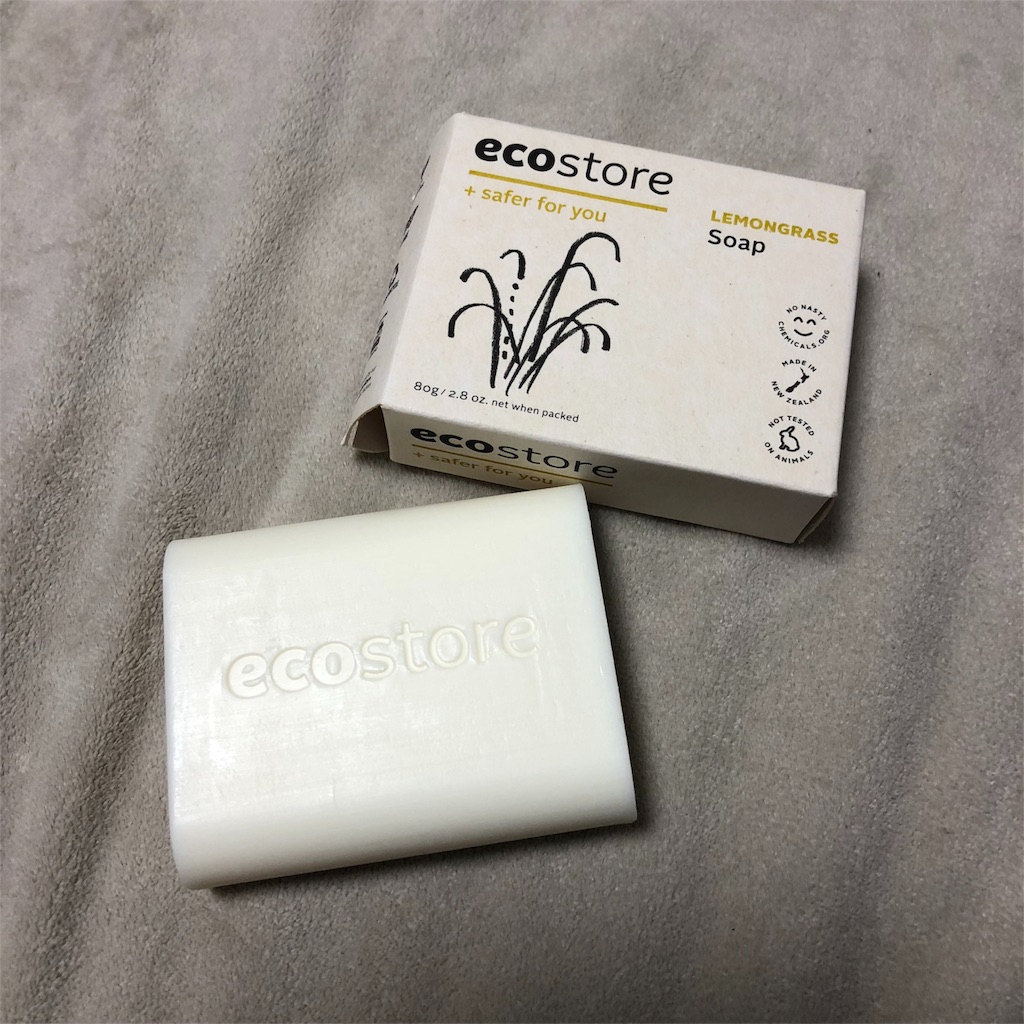 ecostore
+ safer for you
LEMONGRASS
Soap
NO NASTY
CHEMICALS.ORG
MADE IN
NEW ZEALAND
NOT TESTED
ON ANIMALS
80g / 2.8 oz. net when packed
ecostore
+ safer for you
ecostore